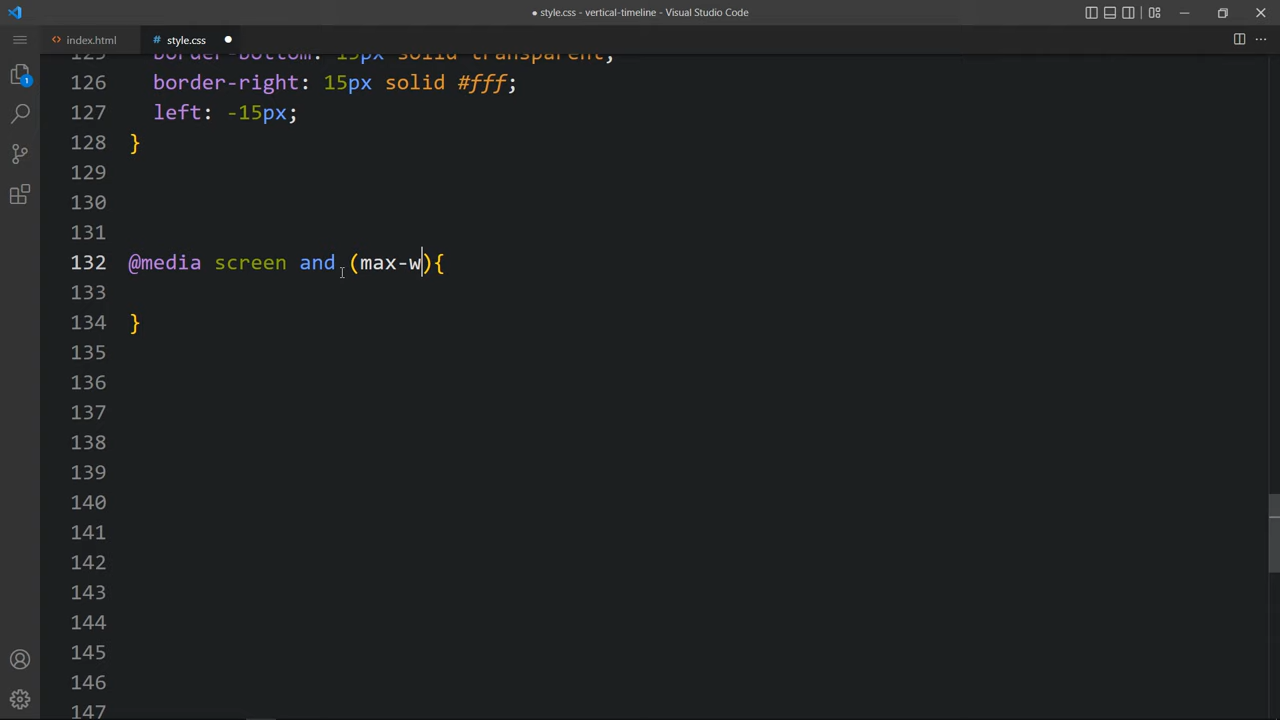 style.css - vertical-timeline - Visual Studio Code
index.html
# style.css
1
125 border-bottom: 15px solid transparent;
126 border-right: 15px solid #fff;
127 left: -15px;
128 }
129
130
131
132 @media screen and (max-w){
133
134 }
135
136
137
138
139
140
141
142
143
144
145
146
147